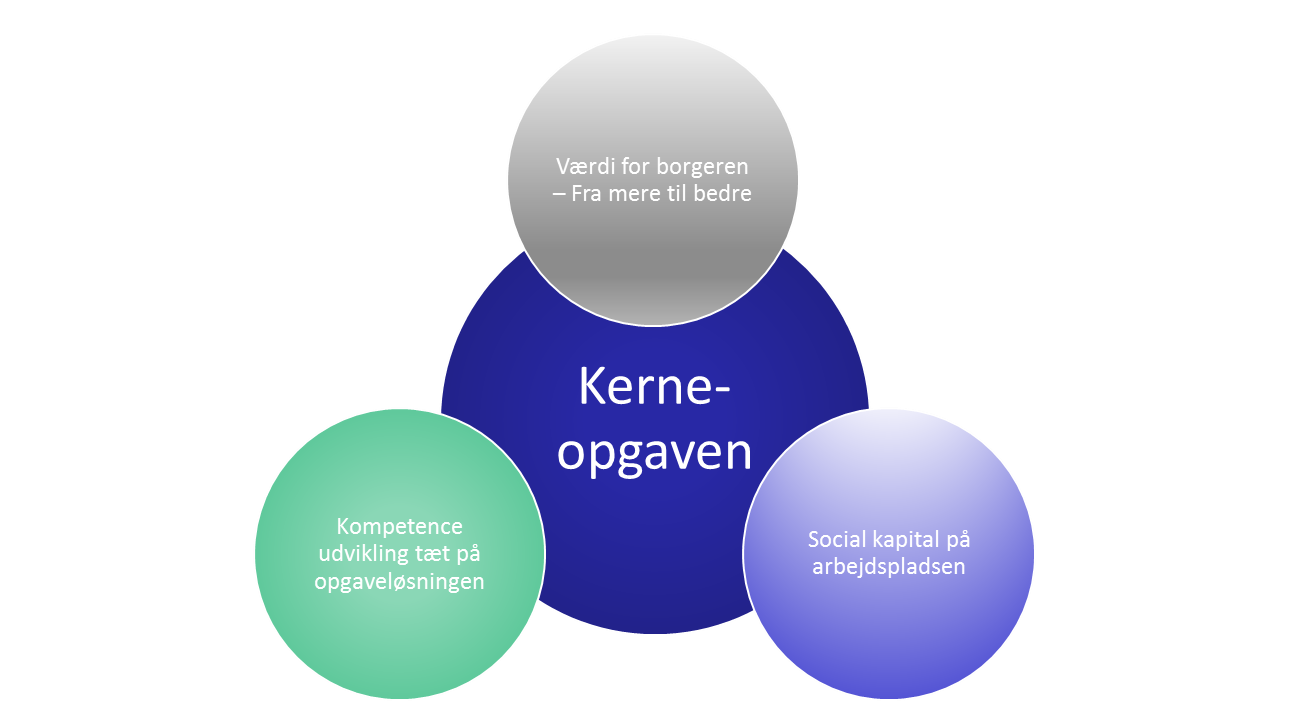 Værdi for borgeren
– Fra mere til bedre
Kerne-
opgaven
Kompetence
udvikling tæt på
opgaveløsningen
Social kapital på
arbejdspladsen